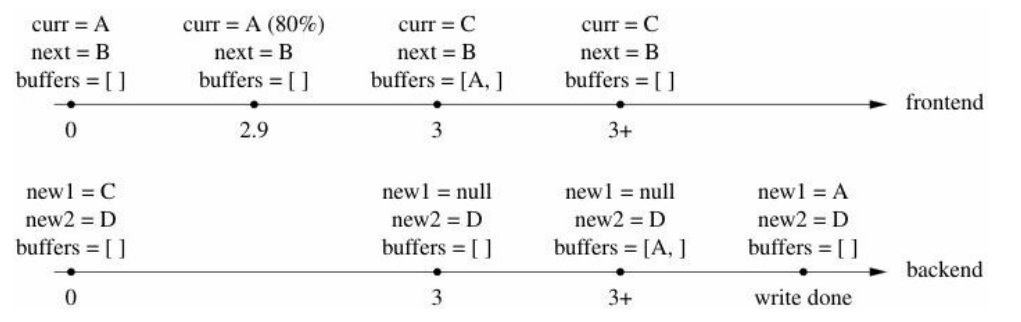 curr = A curr = A (80%) curr = C curr = C
next = B next = B next = B next = B
buffers = [ ] buffers = [ ] buffers = [A, ] buffers = [ ]
frontend
0 2.9 3 3+
new1 = C new1 = null new1 = null new1 = A
new2 = D new2 = D new2 = D new2 = D
buffers = [ ] buffers = [ ] buffers = [A, ] buffers = [ ]
backend
0 3 3+ write done